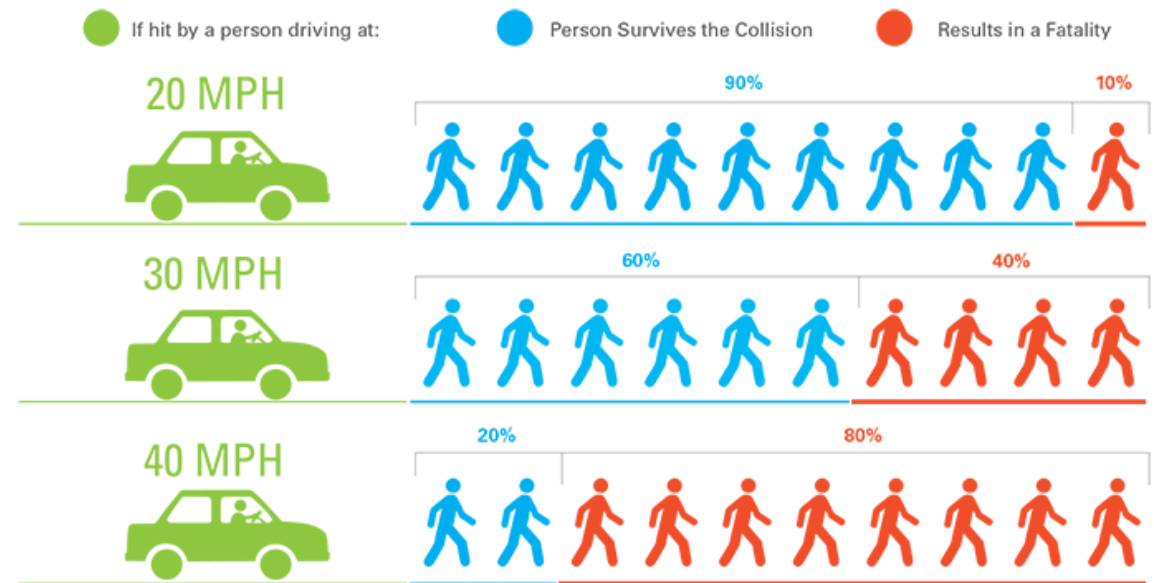 If hit by a person driving at: Person Survives the Collision Results in a Fatality
20 MPH 90% 10%
30 MPH 60% 40%
40 MPH 20% 80%